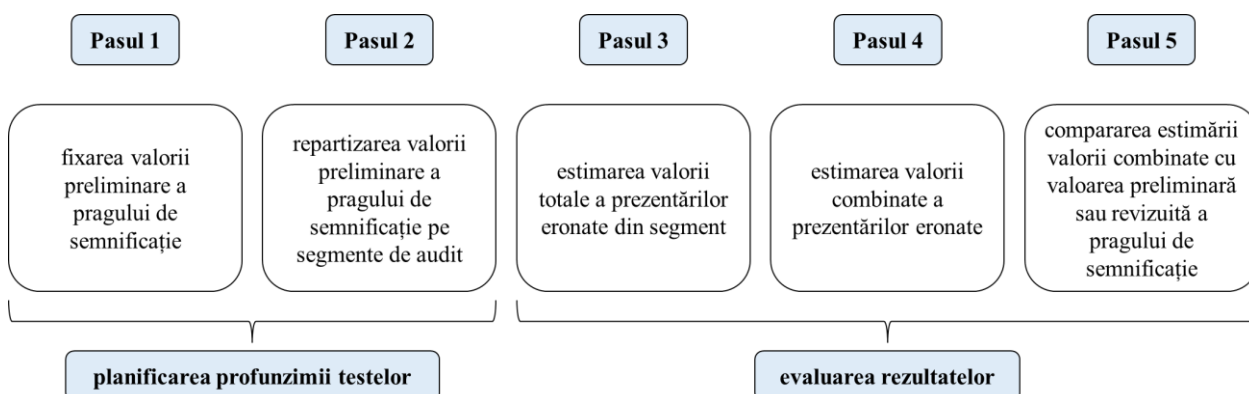 Pasul 1
Pasul 2
Pasul 3
Pasul 4
Pasul 5
fixarea valorii
preliminare a
pragului de
semnificație
repartizarea valorii
preliminare a
pragului de
semnificație pe
segmente de audit
estimarea valorii
totale a prezentărilor
eronate din segment
estimarea valorii
combinate a
prezentărilor eronate
compararea estimării
valorii combinate cu
valoarea preliminară
sau revizuită a
pragului de
semnificație
planificarea profunzimii testelor
evaluarea rezultatelor